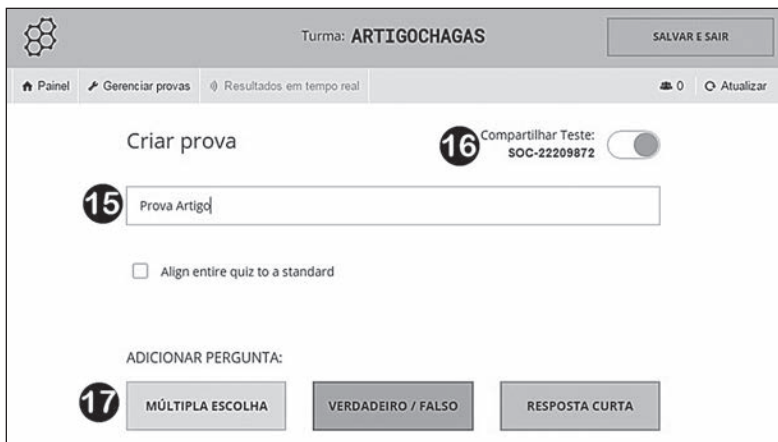 Turma: ARTIGOCHAGAS SALVAR E SAIR
Painel Gerenciar provas Resultados em tempo real 0 Atualizar
Criar prova 16 Compartilhar Teste:
SOC-22209872
15 Prova Artigo
Align entire quiz to a standard
ADICIONAR PERGUNTA:
17 MÚLTIPLA ESCOLHA VERDADEIRO / FALSO RESPOSTA CURTA